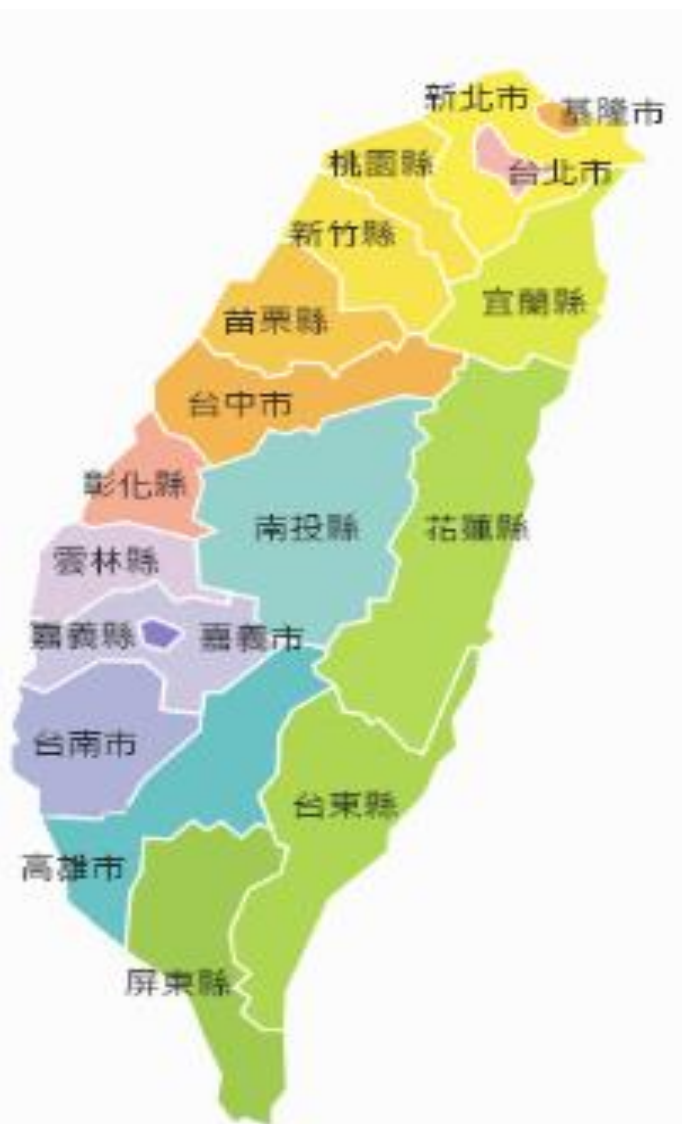 新北市
基隆市
桃園縣
台北市
新竹縣
宜蘭縣
苗栗縣
台中市
彰化縣
南投縣
花蓮縣
雲林縣
嘉義縣
嘉義市
台南市
台東縣
高雄市
屏東縣